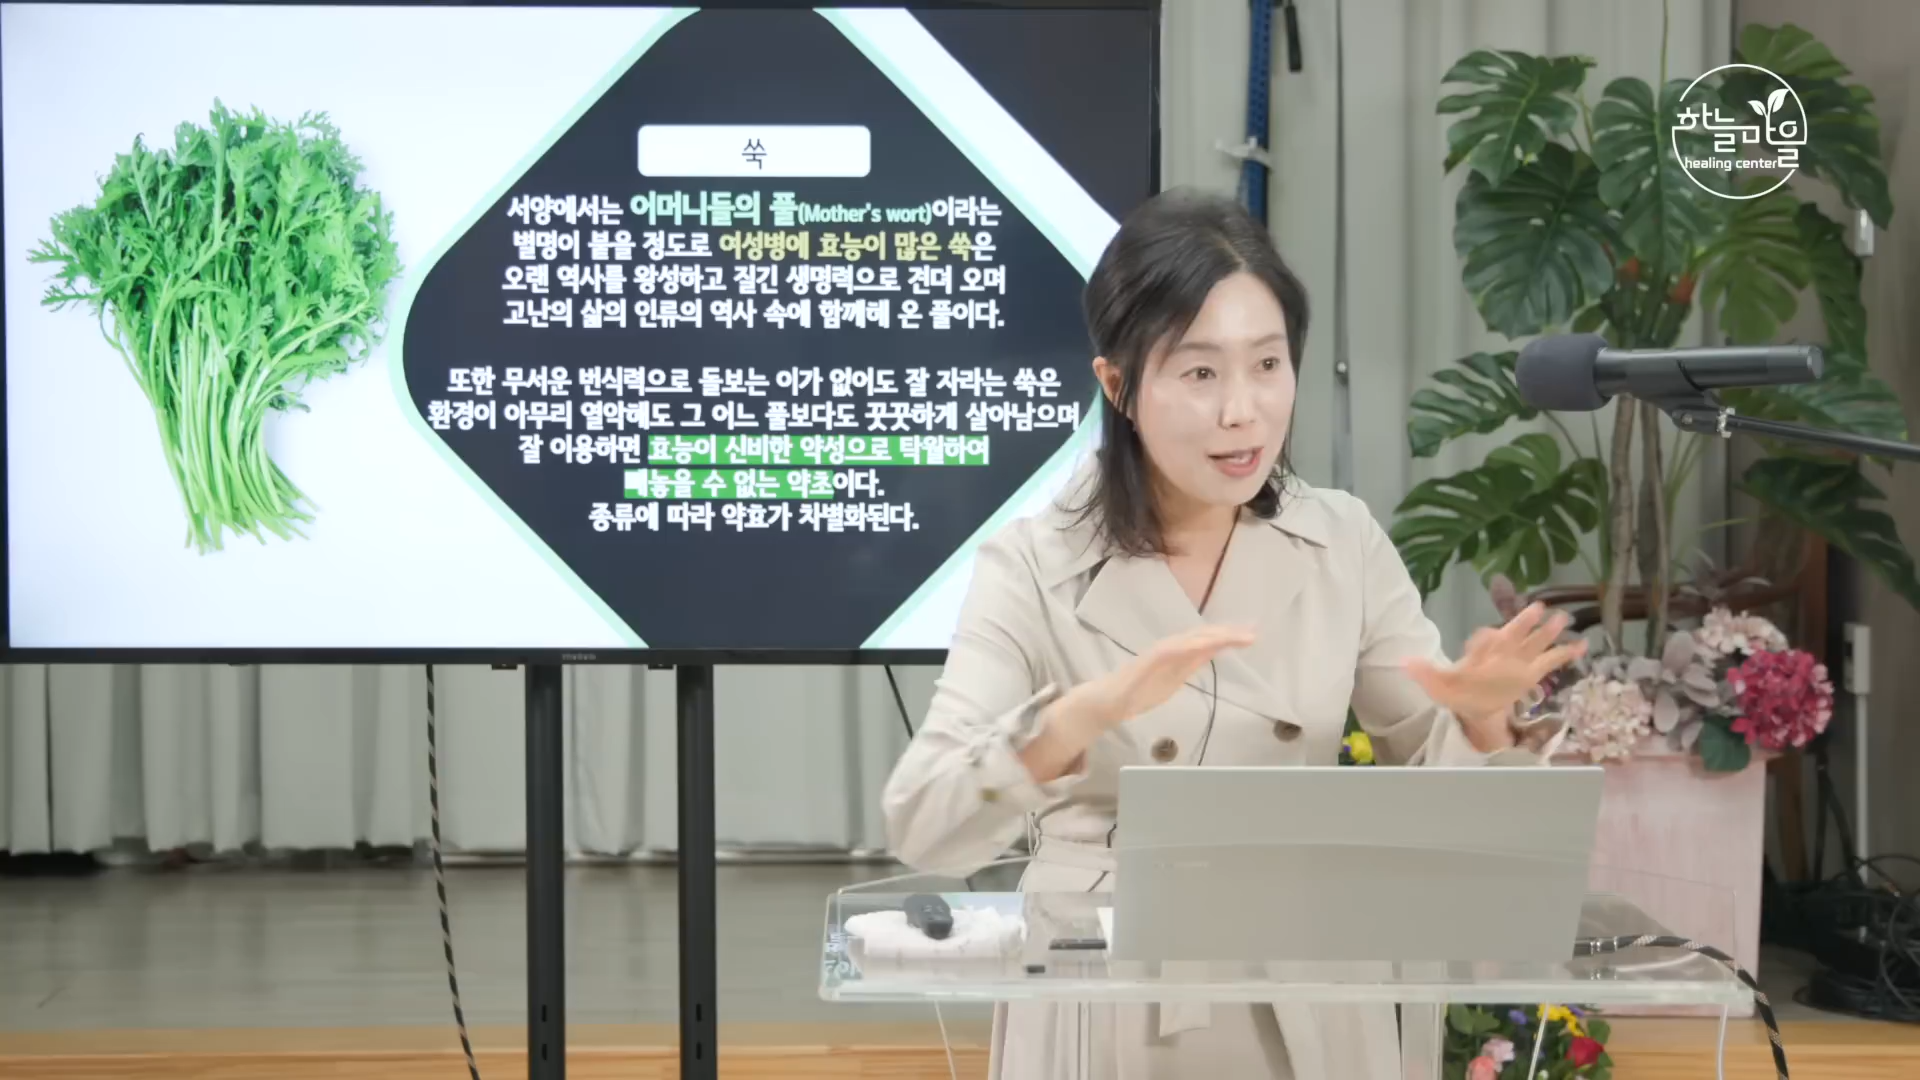 쑥
서양에서는 어머니들의 풀(Mother's wort)이라는
별명이 붙을 정도로 여성병에 효능이 많은 쑥은
오랜 역사를 왕성하고 질긴 생명력으로 견뎌 오며
고난의 삶의 인류의 역사 속에 함께해 온 풀이다.
또한 무서운 번식력으로 돌보는 이가 없어도 잘 자라는 쑥은
환경이 아무리 열악해도 그 어느 풀보다도 꿋꿋하게 살아남으며
잘 이용하면 효능이 신비한 약성으로 탁월하여
빼놓을 수 없는 약초이다.
종류에 따라 약효가 차별화된다.
하늘마을
healing center